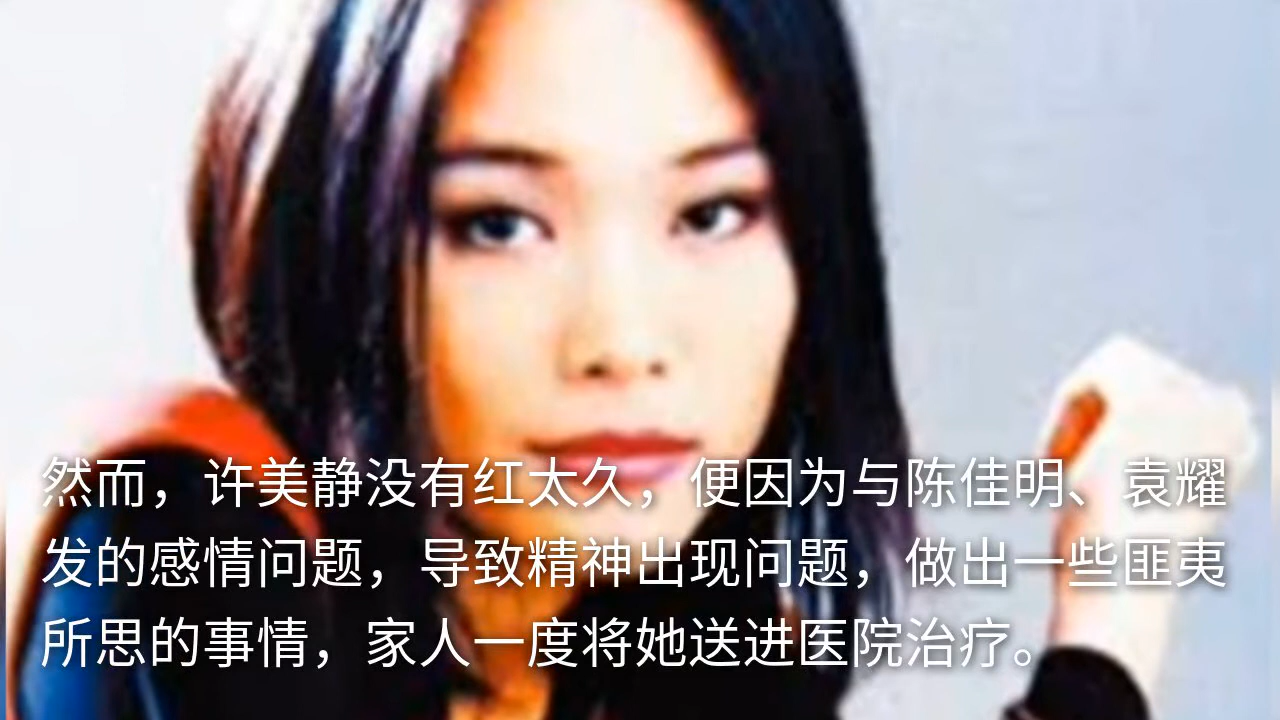 然而，许美静没有红太久，便因为与陈佳明、袁耀
发的感情问题，导致精神出现问题，做出一些匪夷
所思的事情，家人一度将她送进医院治疗。